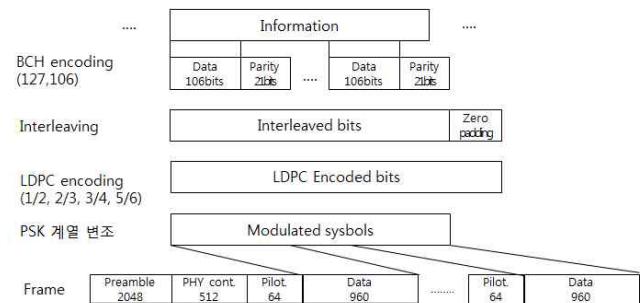 ....
Information
....
BCH encoding
(127,106)
Data
106bits
Parity
21bits
....
Data
106bits
Parity
21bits
Interleaving
Interleaved bits
Zero
padding
LDPC encoding
(1/2, 2/3, 3/4, 5/6)
LDPC Encoded bits
PSK 계열 변조
Modulated sysbols
Frame
Preamble
2048
PHY cont.
512
Pilot.
64
Data
960
........
Pilot.
64
Data
960